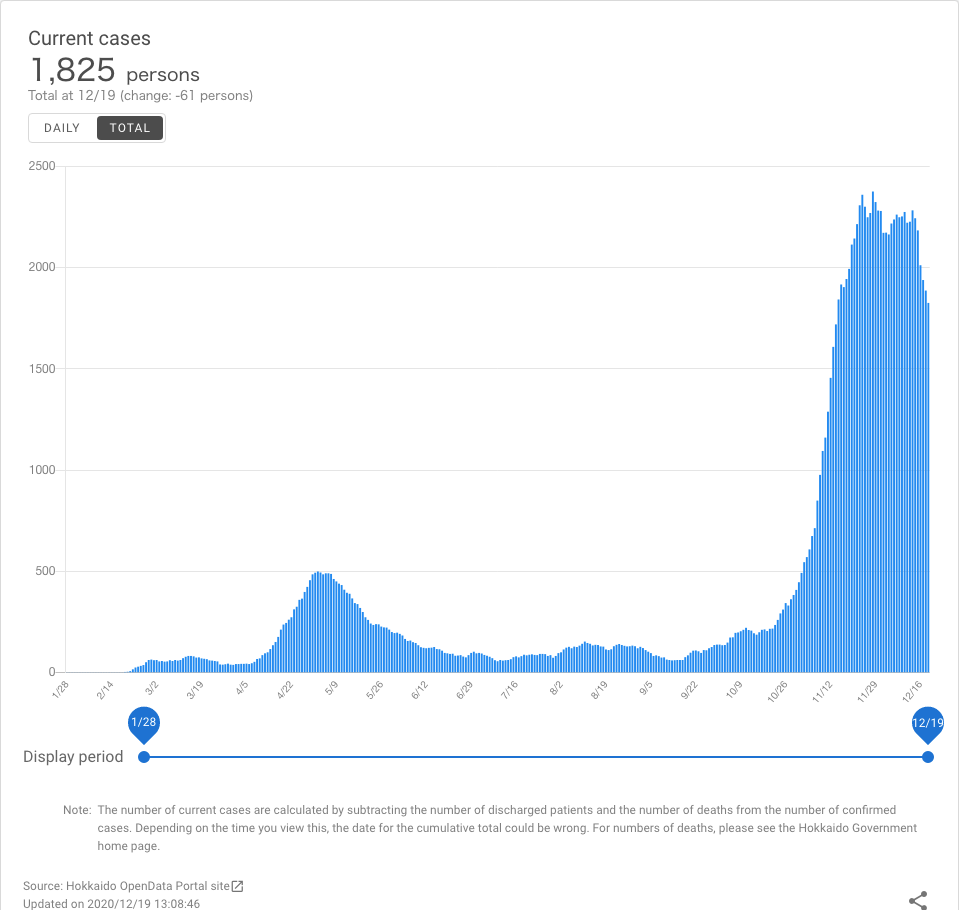 Current cases
1,825 persons
Total at 12/19 (change: -61 persons)
DAILY TOTAL
2500
2000
1500
1000
500
0
1/28 2/14 3/2 3/19 4/5 4/22 5/9 5/26 6/12 6/29 7/16 8/2 8/19 9/5 9/22 10/9 10/26 11/12 11/29 12/16
1/28 12/19
Display period
Note: The number of current cases are calculated by subtracting the number of discharged patients and the number of deaths from the number of confirmed
cases. Depending on the time you view this, the date for the cumulative total could be wrong. For numbers of deaths, please see the Hokkaido Government
home page.
Source: Hokkaido OpenData Portal site
Updated on 2020/12/19 13:08:46